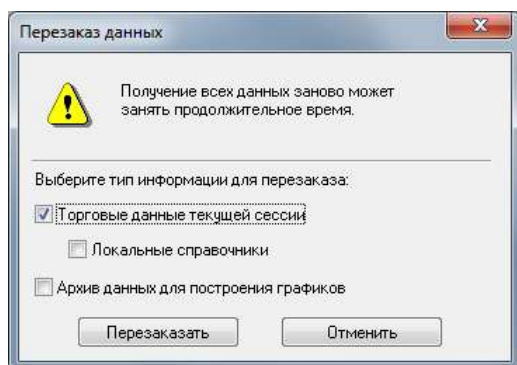 Перезаказ данных
Получение всех данных заново может
занять продолжительное время.
Выберите тип информации для перезаказа:
Торговые данные текущей сессии
Локальные справочники
Архив данных для построения графиков
Перезаказать
Отменить